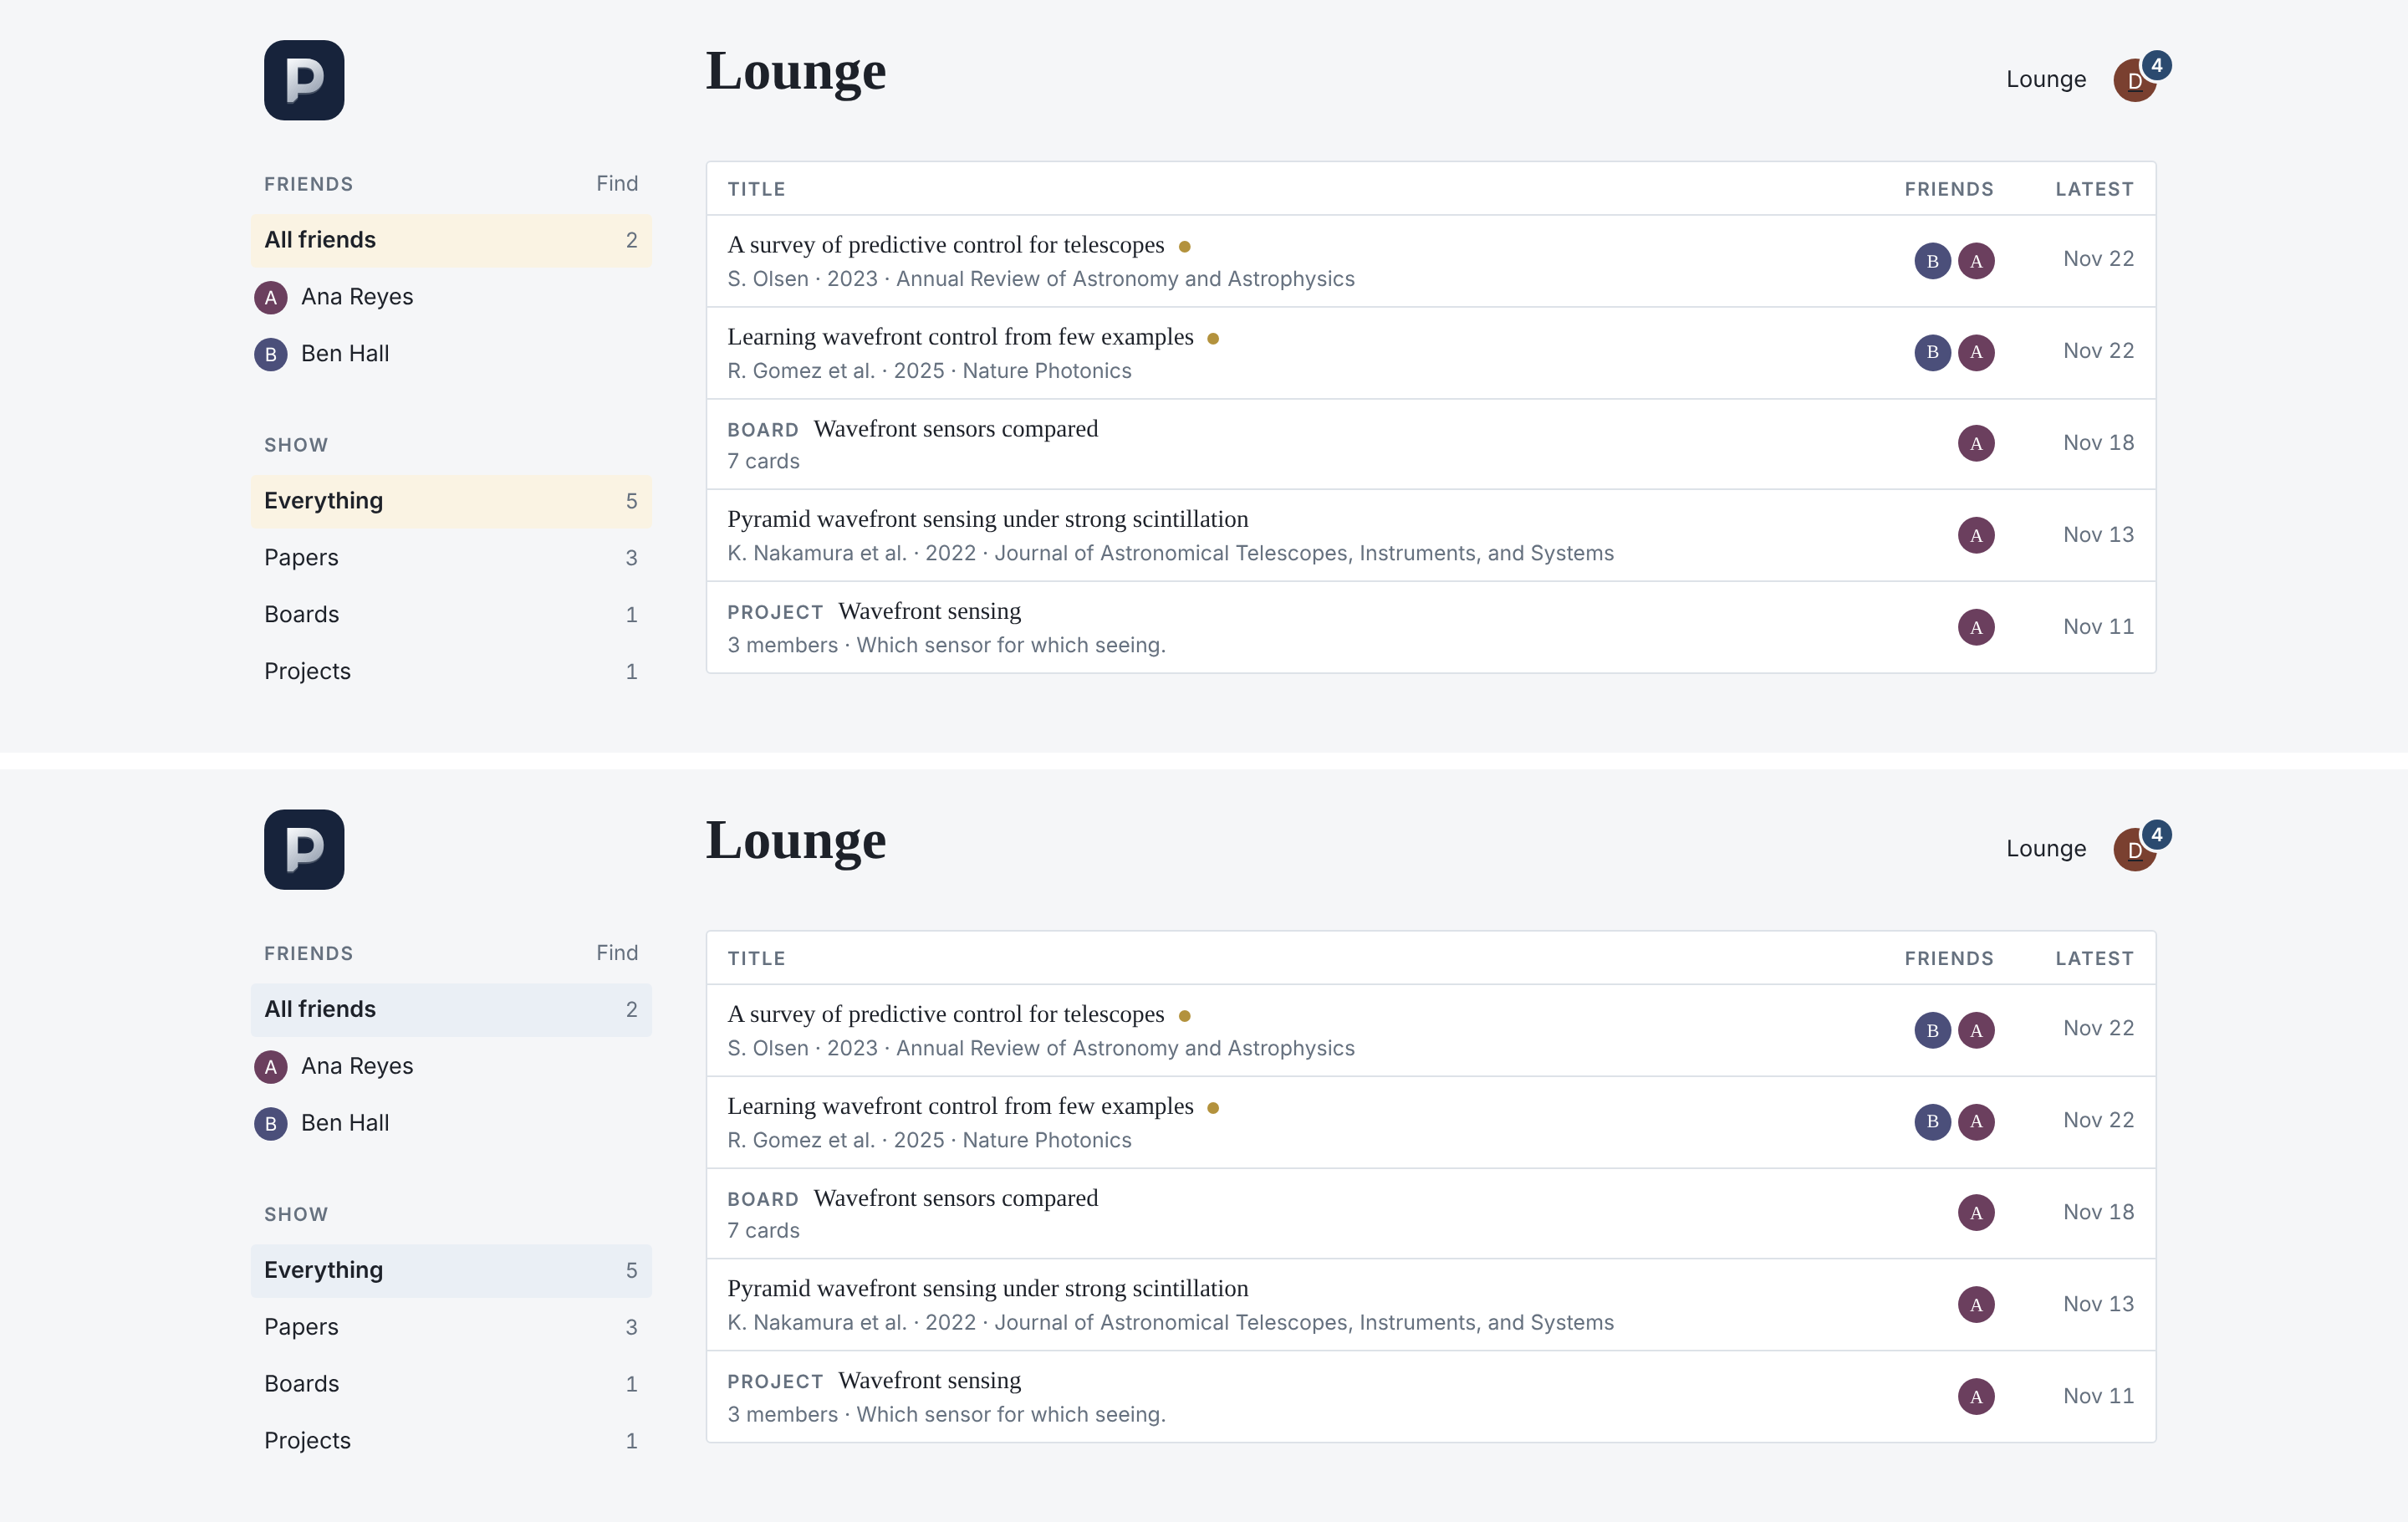 P
Lounge
Lounge
D
4
FRIENDS Find
All friends 2
A Ana Reyes
B Ben Hall
SHOW
Everything 5
Papers 3
Boards 1
Projects 1
TITLE FRIENDS LATEST
A survey of predictive control for telescopes
S. Olsen · 2023 · Annual Review of Astronomy and Astrophysics
B A Nov 22
Learning wavefront control from few examples
R. Gomez et al. · 2025 · Nature Photonics
B A Nov 22
BOARD Wavefront sensors compared
7 cards
A Nov 18
Pyramid wavefront sensing under strong scintillation
K. Nakamura et al. · 2022 · Journal of Astronomical Telescopes, Instruments, and Systems
A Nov 13
PROJECT Wavefront sensing
3 members · Which sensor for which seeing.
A Nov 11
P
Lounge
Lounge
D
4
FRIENDS Find
All friends 2
A Ana Reyes
B Ben Hall
SHOW
Everything 5
Papers 3
Boards 1
Projects 1
TITLE FRIENDS LATEST
A survey of predictive control for telescopes
S. Olsen · 2023 · Annual Review of Astronomy and Astrophysics
B A Nov 22
Learning wavefront control from few examples
R. Gomez et al. · 2025 · Nature Photonics
B A Nov 22
BOARD Wavefront sensors compared
7 cards
A Nov 18
Pyramid wavefront sensing under strong scintillation
K. Nakamura et al. · 2022 · Journal of Astronomical Telescopes, Instruments, and Systems
A Nov 13
PROJECT Wavefront sensing
3 members · Which sensor for which seeing.
A Nov 11